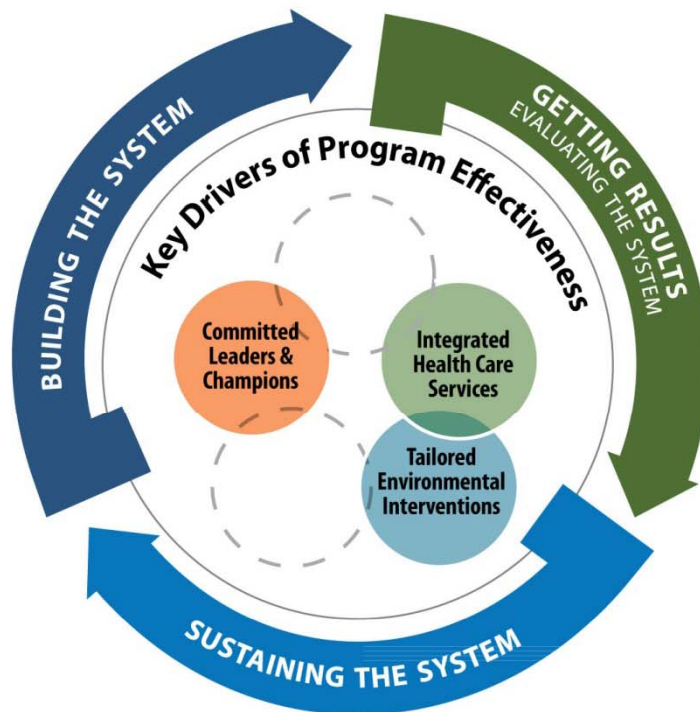 BUILDING THE SYSTEM
GETTING RESULTS
EVALUATING THE SYSTEM
Key Drivers of Program Effectiveness
Committed
Leaders &
Champions
Integrated
Health Care
Services
Tailored
Environmental
Interventions
SUSTAINING THE SYSTEM